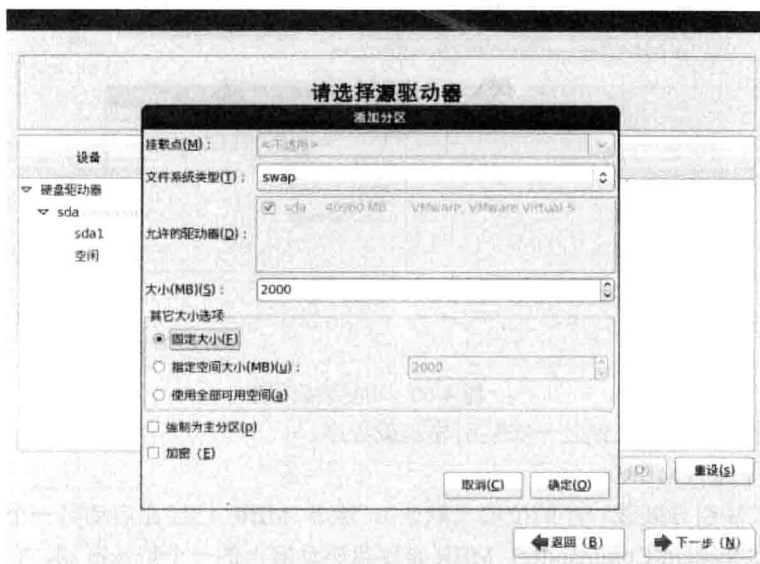 请选择源驱动器
添加分区
挂载点(M)：
<不适用>
设备
文件系统类型(T)：
swap
硬盘驱动器
sda
sda 40960 MB VMware, VMware Virtual S
允许的驱动器(D)：
sda1
空闲
大小(MB)(S)：
2000
其它大小选项
固定大小(F)
指定空间大小(MB)(u)：
2000
使用全部可用空间(a)
强制为主分区(p)
加密 (E)
取消(C)
确定(O)
重设(s)
返回 (B)
下一步 (N)